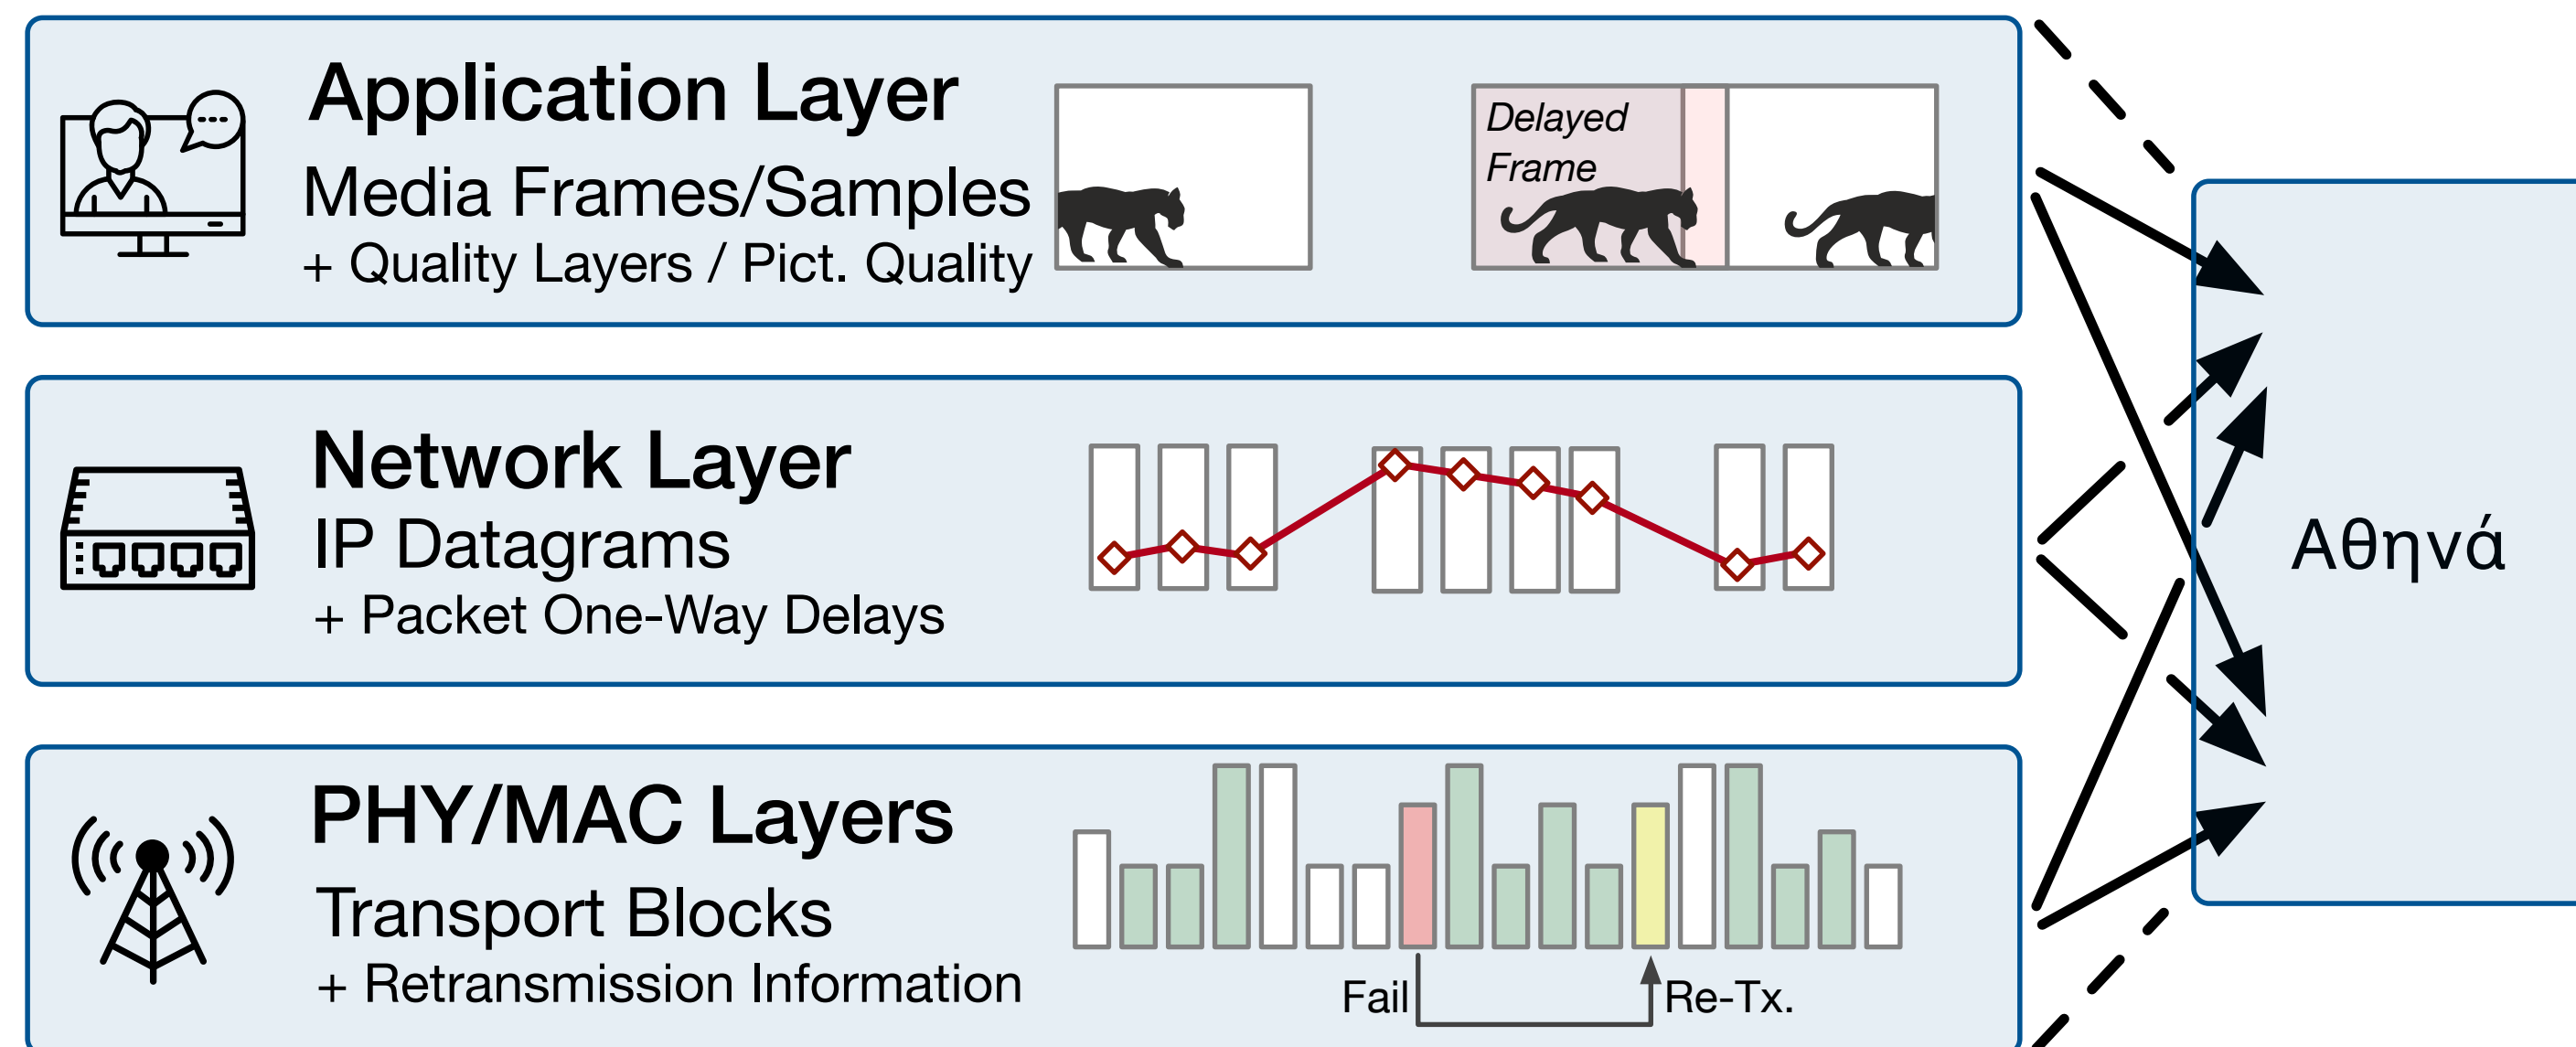 Application Layer
Media Frames/Samples
+ Quality Layers / Pict. Quality
Delayed
Frame
Network Layer
IP Datagrams
+ Packet One-Way Delays
Αθηνά
PHY/MAC Layers
Transport Blocks
+ Retransmission Information
Fail
Re-Tx.